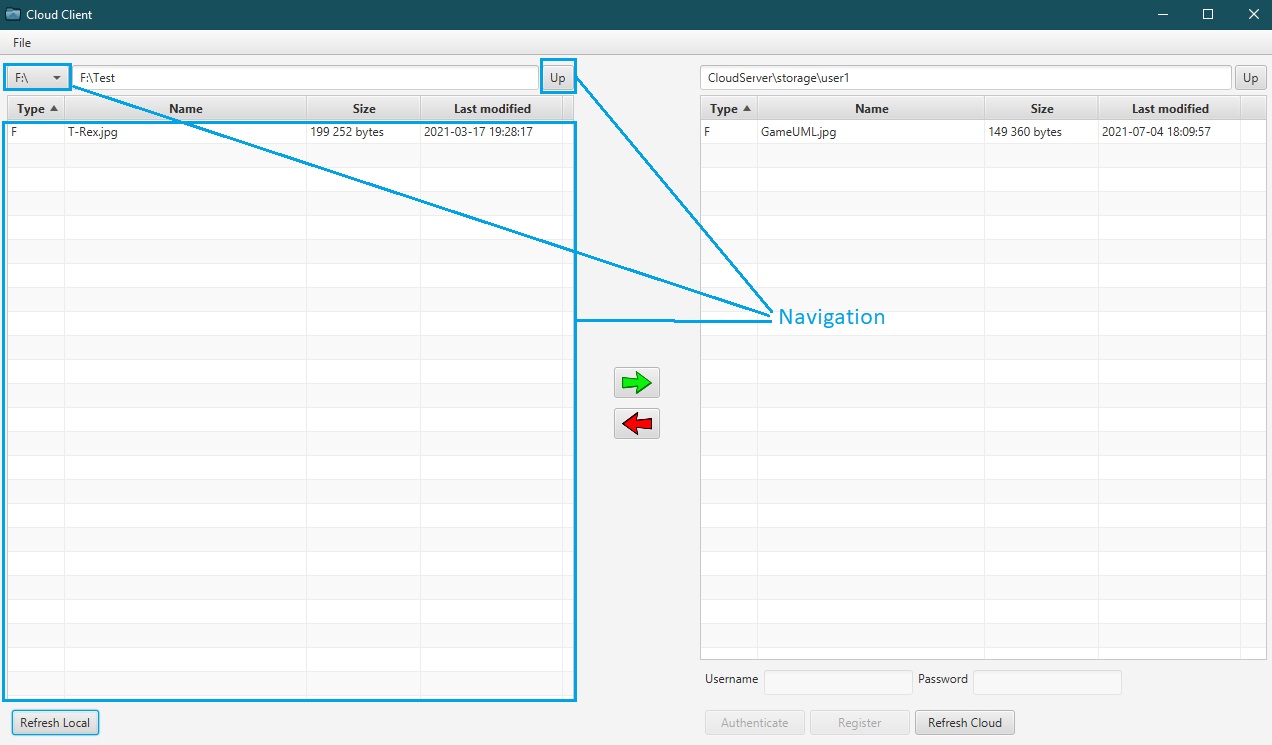 Cloud Client
File
F:\ F:\Test Up CloudServer\storage\user1 Up
Type Name Size Last modified Type Name Size Last modified
F T-Rex.jpg 199 252 bytes 2021-03-17 19:28:17 F GameUML.jpg 149 360 bytes 2021-07-04 18:09:57
Navigation
Username Password
Refresh Local Authenticate Register Refresh Cloud